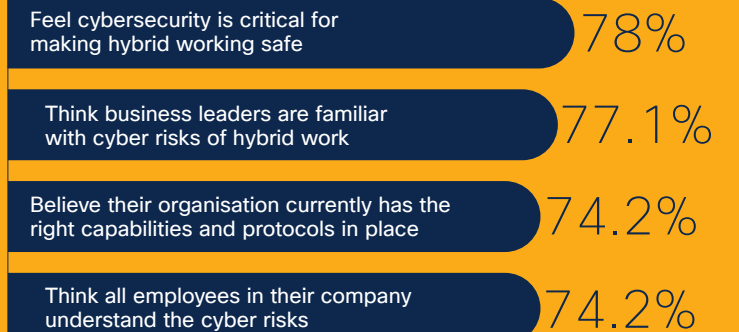 Feel cybersecurity is critical for
making hybrid working safe
78%
Think business leaders are familiar
with cyber risks of hybrid work
77.1%
Believe their organisation currently has the
right capabilities and protocols in place
74.2%
Think all employees in their company
understand the cyber risks
74.2%